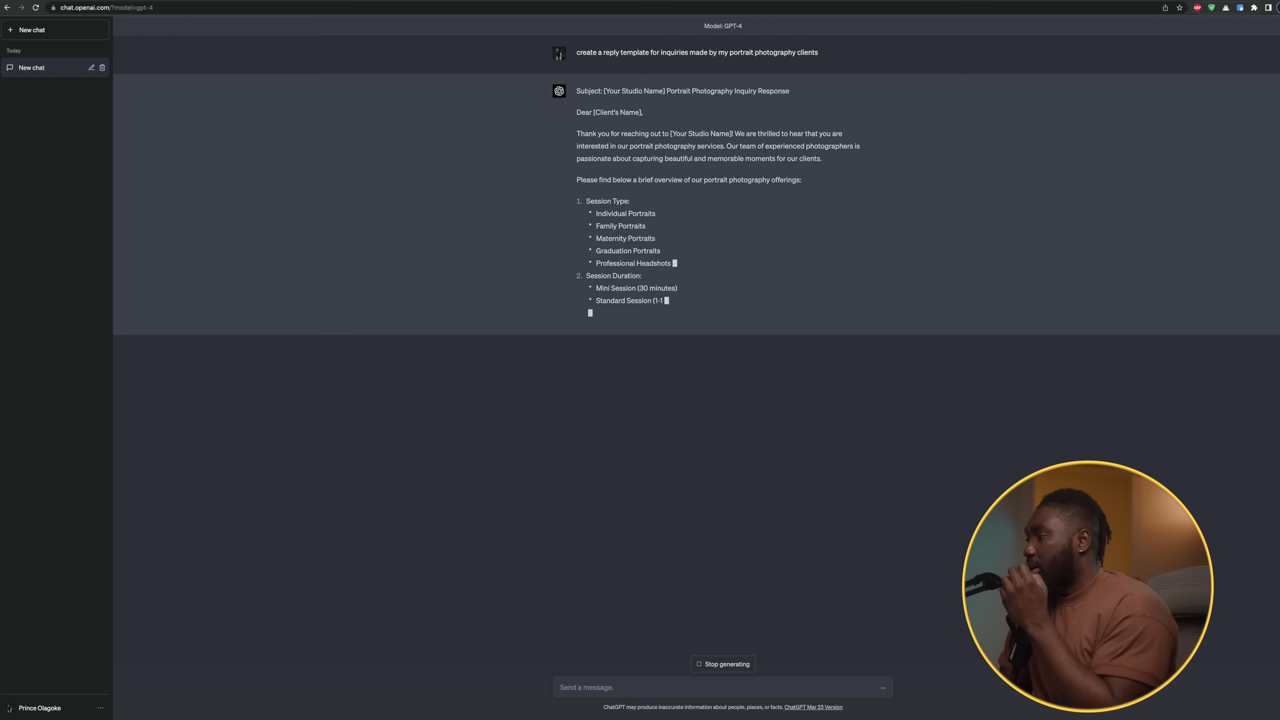 chat.openai.com/?model=gpt-4
New chat
Today
New chat
Prince Olagoke
Model: GPT-4
create a reply template for inquiries made by my portrait photography clients
Subject: [Your Studio Name] Portrait Photography Inquiry Response
Dear [Client's Name],
Thank you for reaching out to [Your Studio Name]! We are thrilled to hear that you are
interested in our portrait photography services. Our team of experienced photographers is
passionate about capturing beautiful and memorable moments for our clients.
Please find below a brief overview of our portrait photography offerings:
1. Session Type:
• Individual Portraits
• Family Portraits
• Maternity Portraits
• Graduation Portraits
• Professional Headshots
2. Session Duration:
• Mini Session (30 minutes)
• Standard Session (1-1
Stop generating
Send a message.
ChatGPT may produce inaccurate information about people, places, or facts. ChatGPT Mar 23 Version